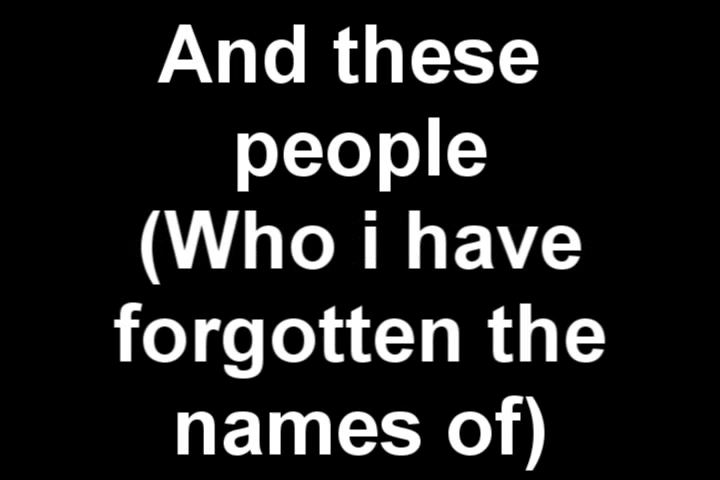 And these
people
(Who i have
forgotten the
names of)